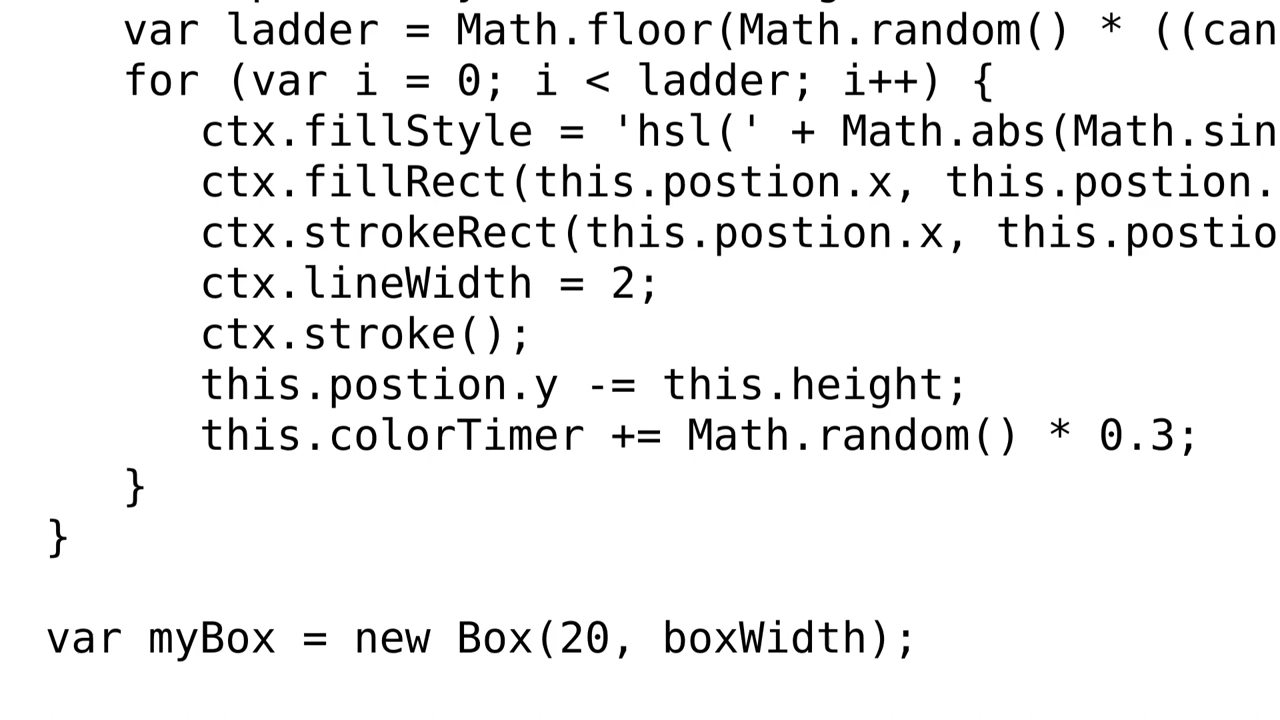 var ladder = Math.floor(Math.random() * ((can
for (var i = 0; i < ladder; i++) {
ctx.fillStyle = 'hsl(' + Math.abs(Math.sin
ctx.fillRect(this.postion.x, this.postion.
ctx.strokeRect(this.postion.x, this.postio
ctx.lineWidth = 2;
ctx.stroke();
this.postion.y -= this.height;
this.colorTimer += Math.random() * 0.3;
}
}
var myBox = new Box(20, boxWidth);